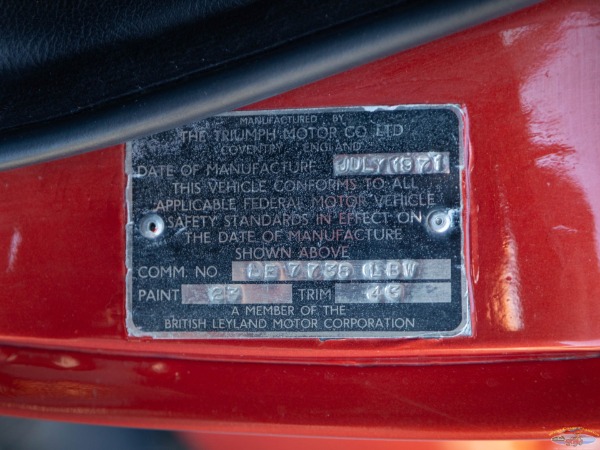 MANUFACTURED BY
THE TRIUMPH MOTOR CO. LTD
COVENTRY ENGLAND
DATE OF MANUFACTURE JULY 1971
THIS VEHICLE CONFORMS TO ALL
APPLICABLE FEDERAL MOTOR VEHICLE
SAFETY STANDARDS IN EFFECT ON
THE DATE OF MANUFACTURE
SHOWN ABOVE
COMM. NO.
PAINT TRIM
A MEMBER OF THE
BRITISH LEYLAND MOTOR CORPORATION